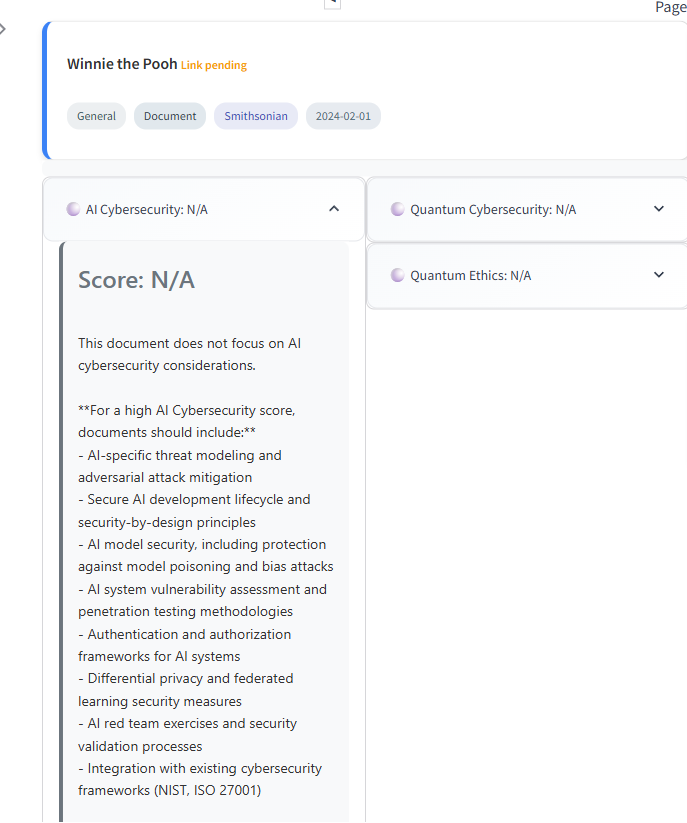 Page
Winnie the Pooh Link pending
General Document Smithsonian 2024-02-01
AI Cybersecurity: N/A
Quantum Cybersecurity: N/A
Quantum Ethics: N/A
Score: N/A
This document does not focus on AI
cybersecurity considerations.
**For a high AI Cybersecurity score,
documents should include:**
- AI-specific threat modeling and
adversarial attack mitigation
- Secure AI development lifecycle and
security-by-design principles
- AI model security, including protection
against model poisoning and bias attacks
- AI system vulnerability assessment and
penetration testing methodologies
- Authentication and authorization
frameworks for AI systems
- Differential privacy and federated
learning security measures
- AI red team exercises and security
validation processes
- Integration with existing cybersecurity
frameworks (NIST, ISO 27001)